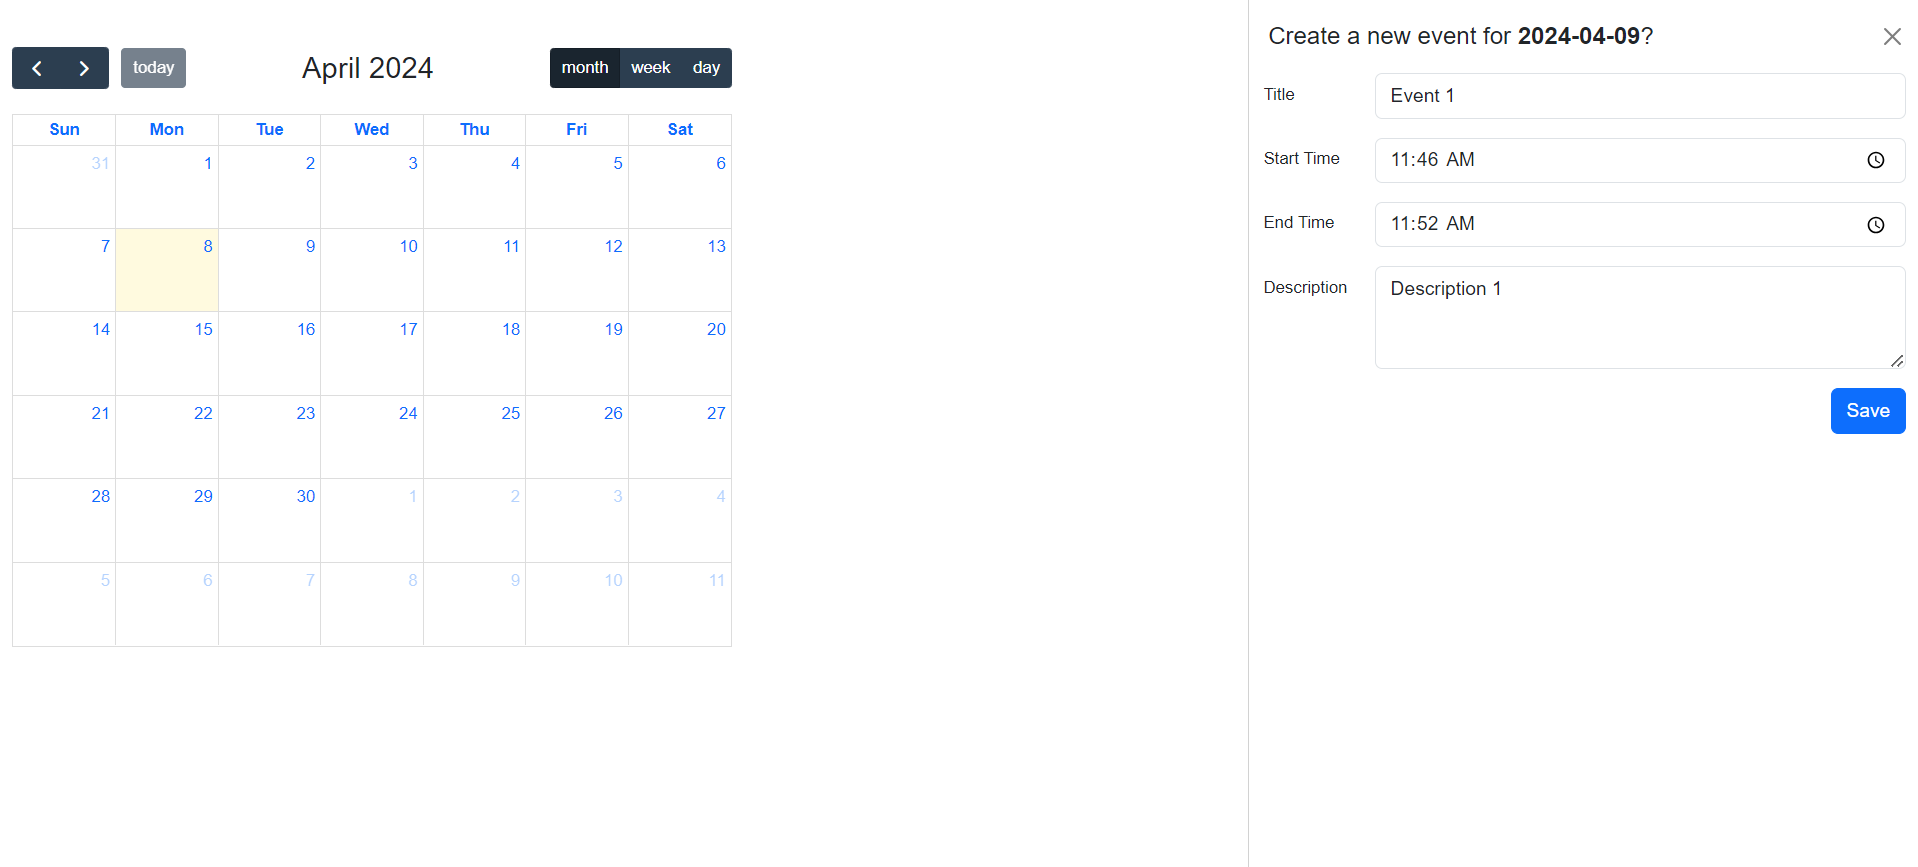 today April 2024 month week day
Sun Mon Tue Wed Thu Fri Sat
31 1 2 3 4 5 6
7 8 9 10 11 12 13
14 15 16 17 18 19 20
21 22 23 24 25 26 27
28 29 30 1 2 3 4
5 6 7 8 9 10 11
Create a new event for 2024-04-09?
Title Event 1
Start Time 11:46 AM
End Time 11:52 AM
Description Description 1
Save